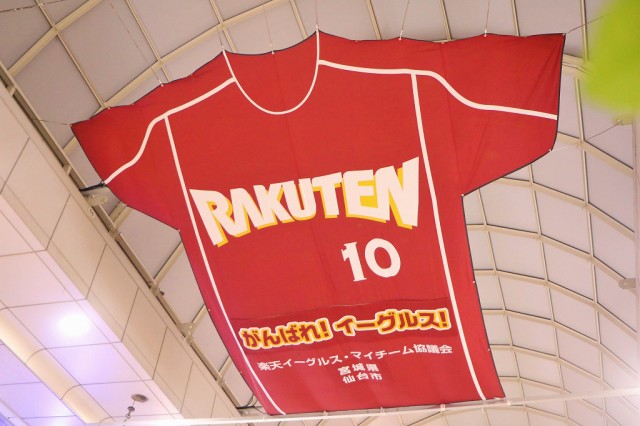 RAKUTEN
10
がんばれ! イーグルス!
楽天イーグルス・マイチーム協議会
宮城県
仙台市